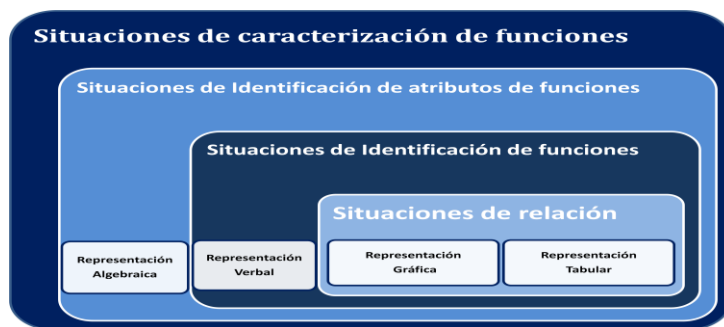 Situaciones de caracterización de funciones
Situaciones de Identificación de atributos de funciones
Situaciones de Identificación de funciones
Situaciones de relación
Representación
Algebraica
Representación
Verbal
Representación
Gráfica
Representación
Tabular